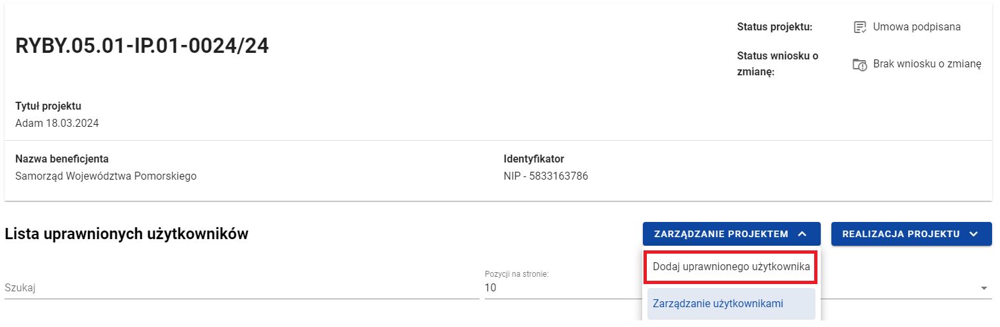 RYBY.05.01-IP.01-0024/24
Status projektu:
Umowa podpisana
Status wniosku o
zmianę:
Brak wniosku o zmianę
Tytuł projektu
Adam 18.03.2024
Nazwa beneficjenta
Identyfikator
Samorząd Województwa Pomorskiego
NIP - 5833163786
Lista uprawnionych użytkowników
ZARZĄDZANIE PROJEKTEM
REALIZACJA PROJEKTU
Dodaj uprawnionego użytkownika
Pozycji na stronie:
Szukaj
10
Zarządzanie użytkownikami